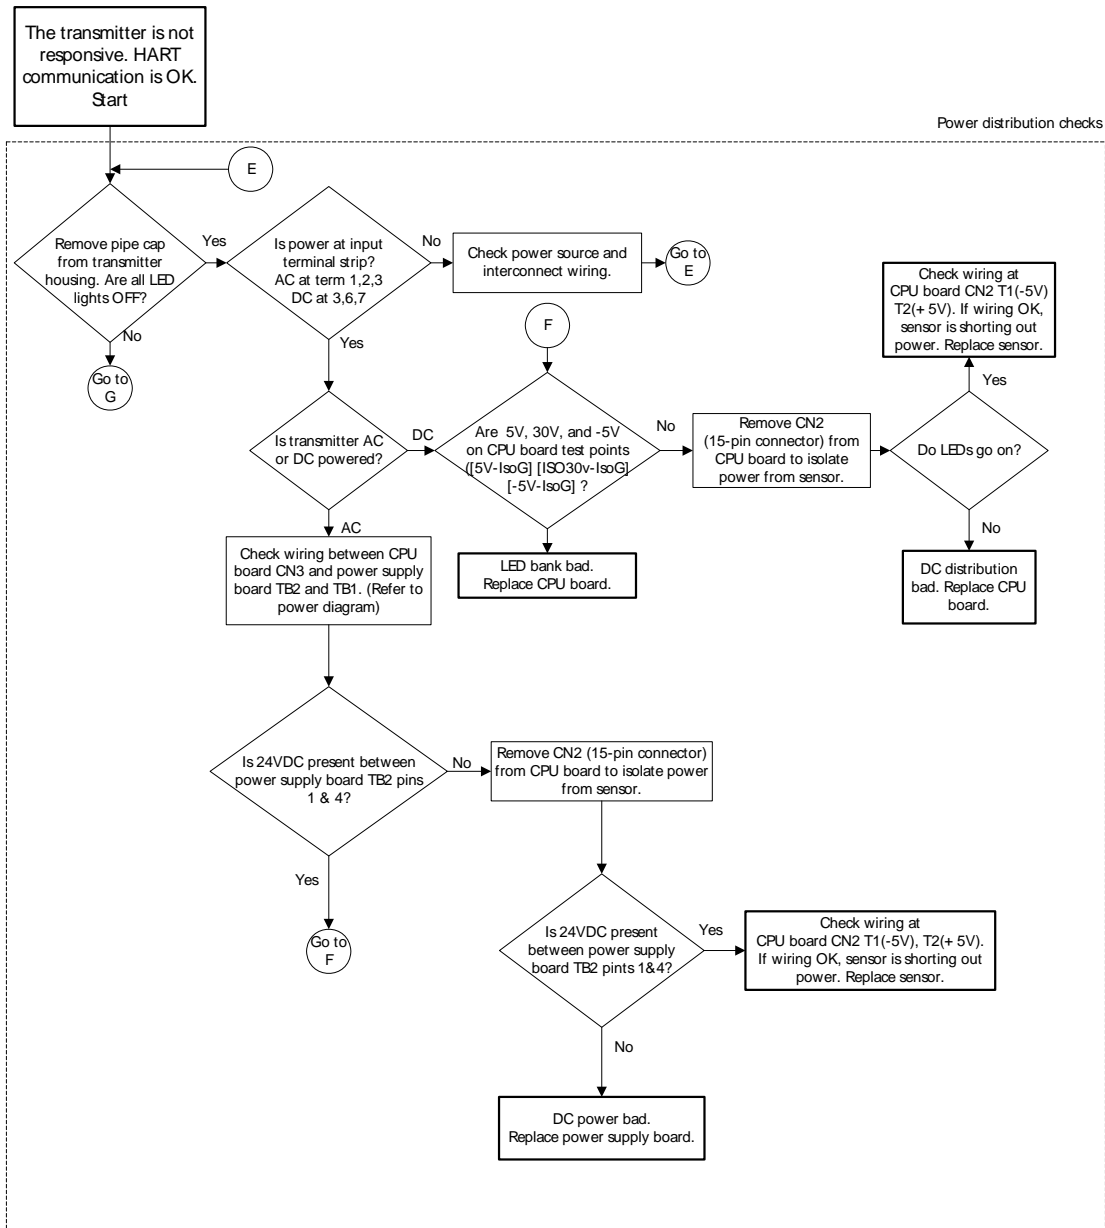 The transmitter is not
responsive. HART
communication is OK.
Start
Power distribution checks
E
Remove pipe cap
from transmitter
housing. Are all LED
lights OFF?
Yes
No
Go to
G
Is power at input
terminal strip?
AC at term 1,2,3
DC at 3,6,7
No
Yes
Check power source and
interconnect wiring.
Go to
E
F
Is transmitter AC
or DC powered?
DC
AC
Are 5V, 30V, and -5V
on CPU board test points
([5V-IsoG] [ISO30v-IsoG]
[-5V-IsoG] ?
No
Remove CN2
(15-pin connector) from
CPU board to isolate
power from sensor.
Do LEDs go on?
Yes
Check wiring at
CPU board CN2 T1(-5V)
T2(+ 5V). If wiring OK,
sensor is shorting out
power. Replace sensor.
No
DC distribution
bad. Replace CPU
board.
LED bank bad.
Replace CPU board.
Check wiring between CPU
board CN3 and power supply
board TB2 and TB1. (Refer to
power diagram)
Is 24VDC present between
power supply board TB2 pins
1 & 4?
No
Yes
Go to
F
Remove CN2 (15-pin connector)
from CPU board to isolate power
from sensor.
Is 24VDC present
between power supply
board TB2 pints 1&4?
Yes
Check wiring at
CPU board CN2 T1(-5V), T2(+ 5V).
If wiring OK, sensor is shorting out
power. Replace sensor.
No
DC power bad.
Replace power supply board.